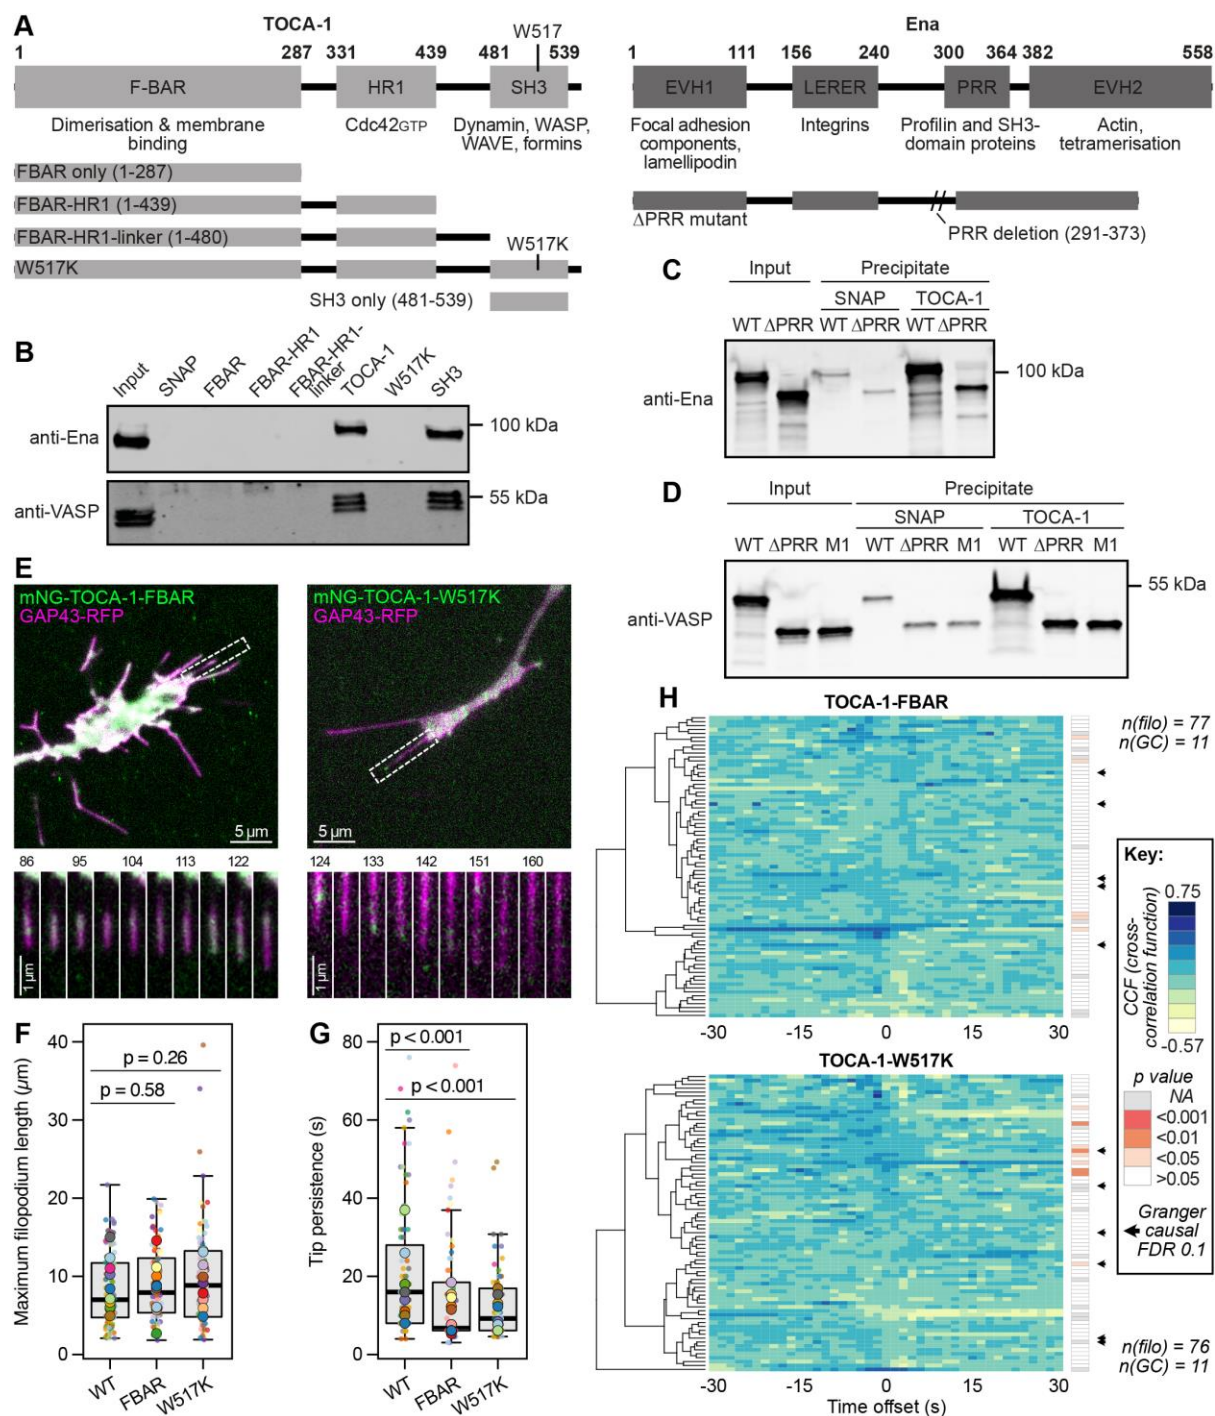 A
TOCA-1
W517
1 287 331 439 481 539
F-BAR HR1 SH3
Dimerisation & membrane binding
Cdc42GTP
Dynamin, WASP, WAVE, formins
FBAR only (1-287)
FBAR-HR1 (1-439)
FBAR-HR1-linker (1-480)
W517K
W517K
SH3 only (481-539)
Ena
1 111 156 240 300 364 382 558
EVH1 LERER PRR EVH2
Focal adhesion components, lamellipodin
Integrins
Profilin and SH3-domain proteins
Actin, tetramerisation
ΔPRR mutant
PRR deletion (291-373)
B
Input SNAP FBAR FBAR-HR1 FBAR-HR1-linker TOCA-1 W517K SH3
anti-Ena
100 kDa
anti-VASP
55 kDa
C
Input Precipitate
SNAP TOCA-1
WT ΔPRR WT ΔPRR WT ΔPRR
anti-Ena
100 kDa
D
Input Precipitate
SNAP TOCA-1
WT ΔPRR M1 WT ΔPRR M1 WT ΔPRR M1
anti-VASP
55 kDa
E
mNG-TOCA-1-FBAR
GAP43-RFP
5 µm
86 95 104 113 122
1 µm
mNG-TOCA-1-W517K
GAP43-RFP
5 µm
124 133 142 151 160
1 µm
F
Maximum filopodium length (µm)
40
30
20
10
0
p = 0.26
p = 0.58
WT FBAR W517K
G
Tip persistence (s)
80
60
40
20
0
p < 0.001
p < 0.001
WT FBAR W517K
H
TOCA-1-FBAR
n(filo) = 77
n(GC) = 11
-30 -15 0 15 30
TOCA-1-W517K
n(filo) = 76
n(GC) = 11
-30 -15 0 15 30
Time offset (s)
Key:
0.75
CCF (cross-correlation function)
-0.57
p value
NA
<0.001
<0.01
<0.05
>0.05
Granger
causal
FDR 0.1